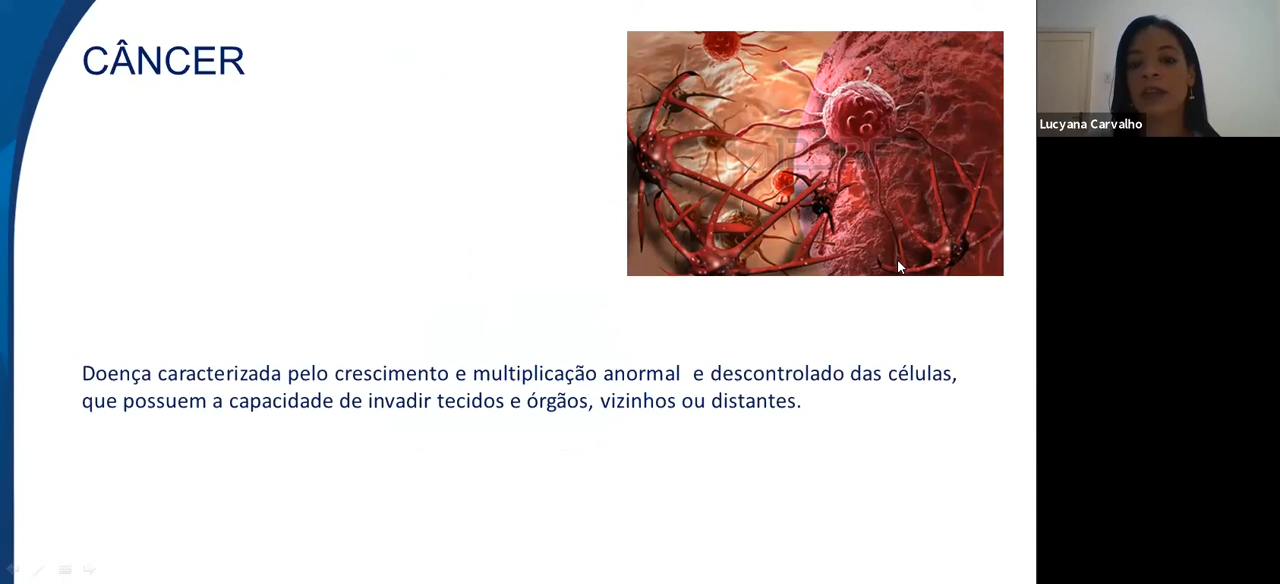 CÂNCER
Lucyana Carvalho
Doença caracterizada pelo crescimento e multiplicação anormal  e descontrolado das células,
que possuem a capacidade de invadir tecidos e órgãos, vizinhos ou distantes.